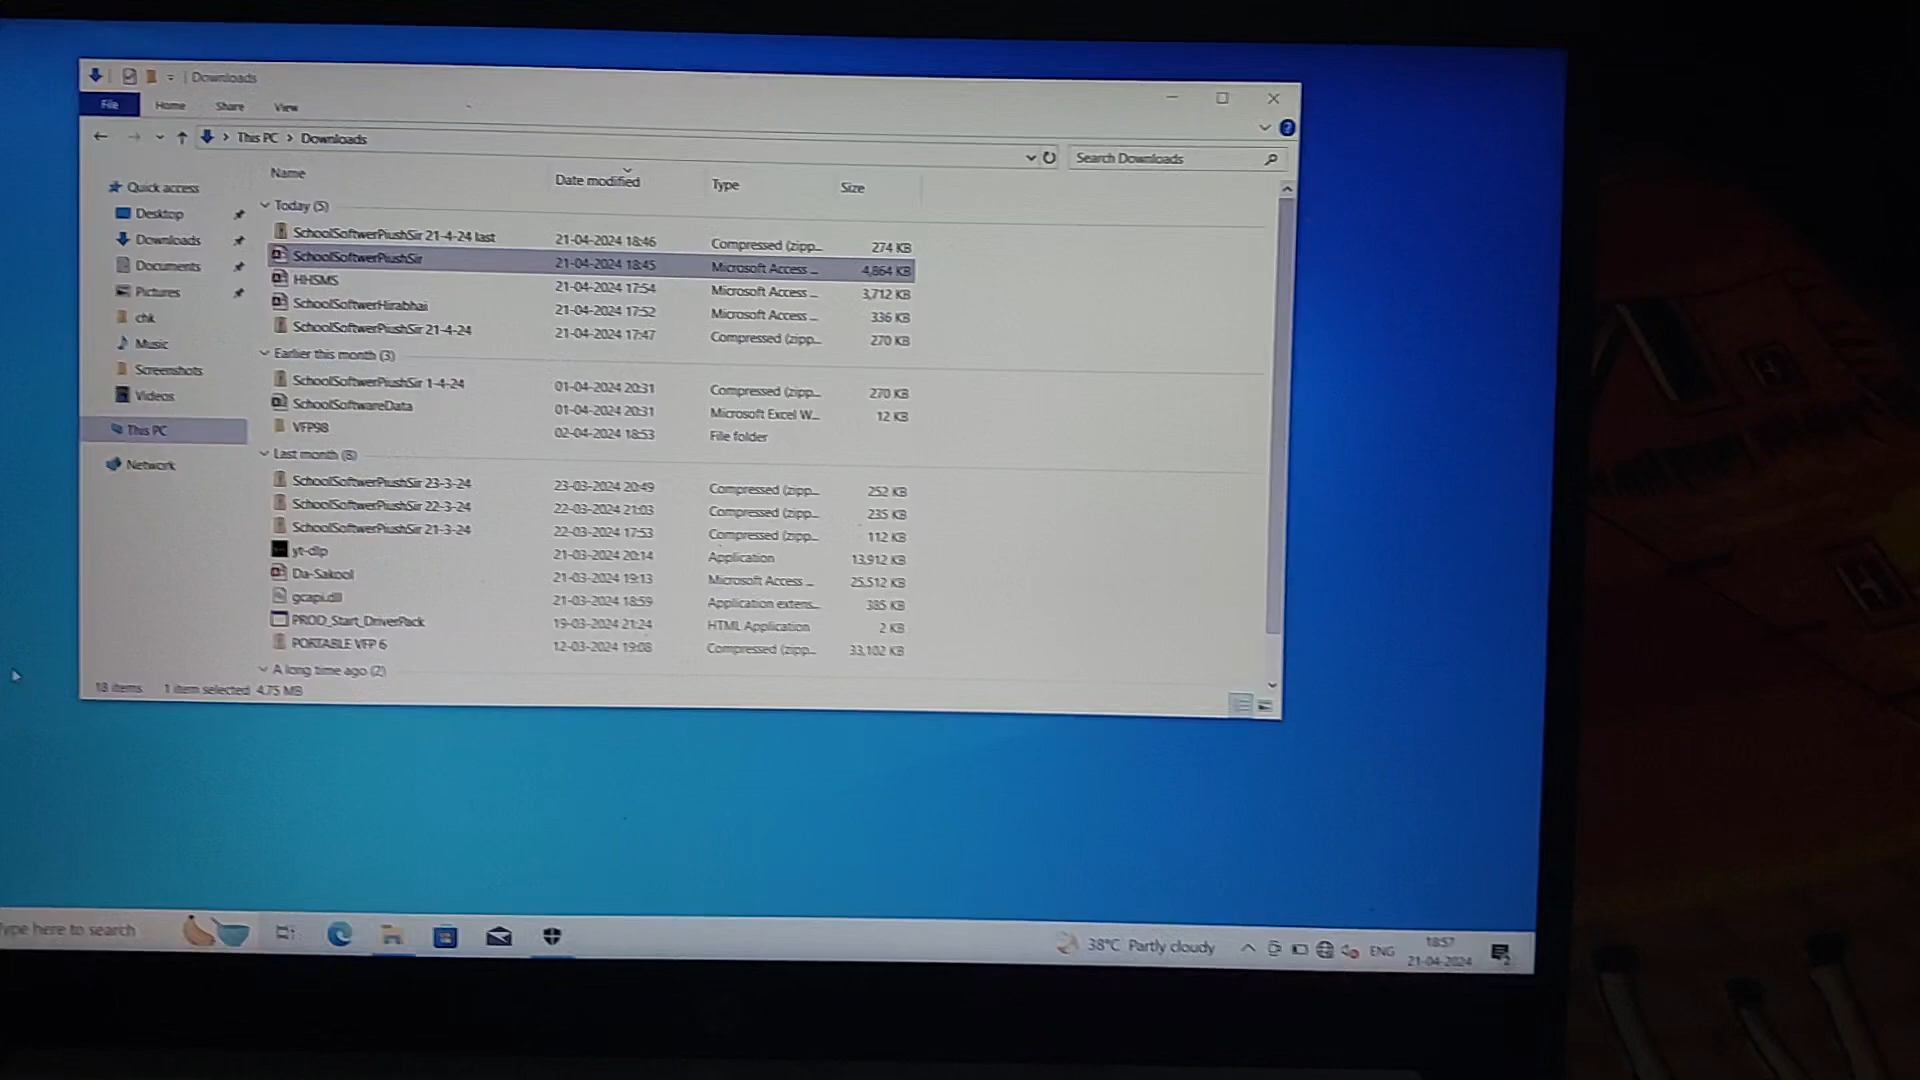 Downloads
File Home Share View
This PC > Downloads Search Downloads
Name Date modified Type Size
Quick access
Desktop
Downloads
Documents
Pictures
chk
Music
Screenshots
Videos
This PC
Network
Today (5)
SchoolSoftwerPiushSir 21-4-24 last 21-04-2024 18:46 Compressed (zipp... 274 KB
SchoolSoftwerPiushSir 21-04-2024 18:45 Microsoft Access ... 4,864 KB
HHSMS 21-04-2024 17:54 Microsoft Access ... 3,712 KB
SchoolSoftwerHirabhai 21-04-2024 17:52 Microsoft Access ... 336 KB
SchoolSoftwerPiushSir 21-4-24 21-04-2024 17:47 Compressed (zipp... 270 KB
Earlier this month (3)
SchoolSoftwerPiushSir 1-4-24 01-04-2024 20:31 Compressed (zipp... 270 KB
SchoolSoftwareData 01-04-2024 20:31 Microsoft Excel W... 12 KB
VFP98 02-04-2024 18:53 File folder
Last month (8)
SchoolSoftwerPiushSir 23-3-24 23-03-2024 20:49 Compressed (zipp... 252 KB
SchoolSoftwerPiushSir 22-3-24 22-03-2024 21:03 Compressed (zipp... 235 KB
SchoolSoftwerPiushSir 21-3-24 22-03-2024 17:53 Compressed (zipp... 112 KB
yt-dlp 21-03-2024 20:14 Application 13,912 KB
Da-Sakool 21-03-2024 19:13 Microsoft Access ... 25,512 KB
gcapi.dll 21-03-2024 18:59 Application extens... 385 KB
PROD_Start_DriverPack 19-03-2024 21:24 HTML Application 2 KB
PORTABLE VFP 6 12-03-2024 19:08 Compressed (zipp... 33,102 KB
A long time ago (2)
18 items 1 item selected 4.75 MB
Type here to search
38°C Partly cloudy ENG 18:57
21-04-2024